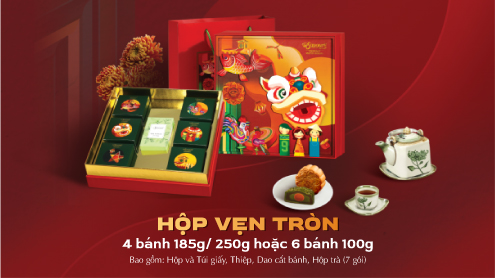 HỘP VẸN TRÒN
4 bánh 185g/ 250g hoặc 6 bánh 100g
Bao gồm: Hộp và Túi giấy, Thiệp, Dao cắt bánh, Hộp trà (7 gói)